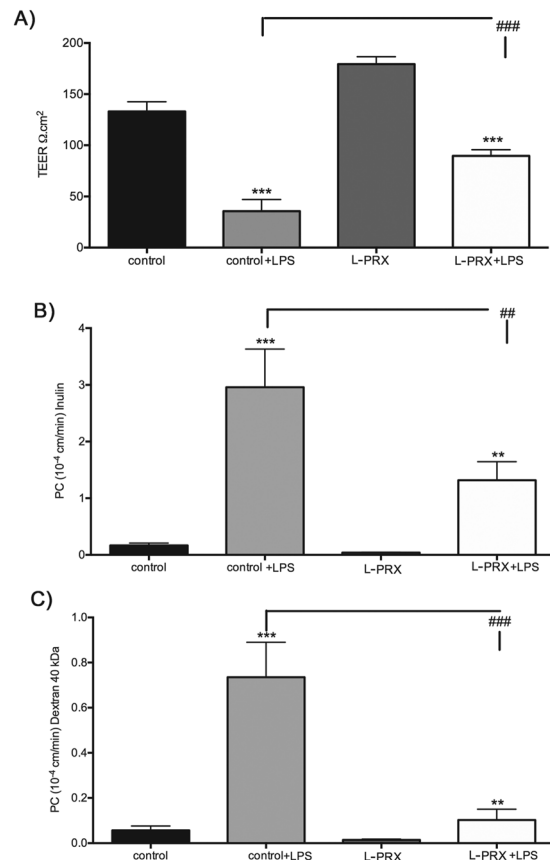 A)
###
200
150
100
50
0
TEER Ω.cm²
***
***
control
control+LPS
L-PRX
L-PRX+LPS
B)
##
4
3
2
1
0
PC (10⁻⁴ cm/min) Inulin
***
**
control
control +LPS
L-PRX
L-PRX+LPS
C)
###
1.0
0.8
0.6
0.4
0.2
0.0
PC (10⁻⁴ cm/min) Dextran 40 kDa
***
**
control
control+LPS
L-PRX
L-PRX +LPS